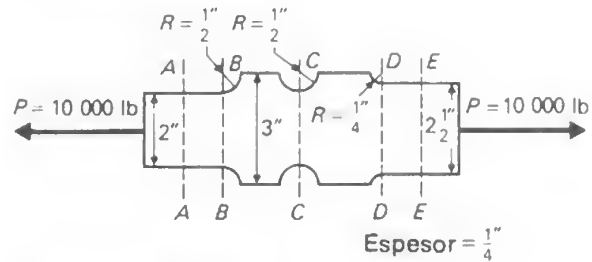 R = 1/2″ R = 1/2″
A B C D E
P = 10 000 lb P = 10 000 lb
2″ 3″ R = 1/4″ 2 1/2″
A B C D E
Espesor = 1/4″